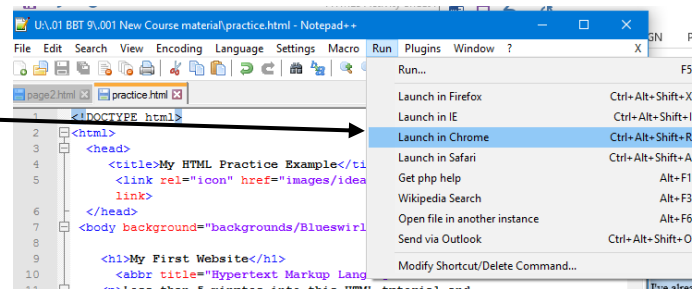 U:\.01 BBT 9\.001 New Course material\practice.html - Notepad++
GN
File Edit Search View Encoding Language Settings Macro Run Plugins Window ? X
page2.html practice.html
Run... F5
Launch in Firefox Ctrl+Alt+Shift+X
Launch in IE Ctrl+Alt+Shift+I
Launch in Chrome Ctrl+Alt+Shift+R
Launch in Safari Ctrl+Alt+Shift+A
Get php help Alt+F1
Wikipedia Search Alt+F3
Open file in another instance Alt+F6
Send via Outlook Ctrl+Alt+Shift+O
Modify Shortcut/Delete Command...
1 <!DOCTYPE html>
2 <html>
3 <head>
4 <title>My HTML Practice Example</ti
5 <link rel="icon" href="images/idea
link>
6 </head>
7 <body background="backgrounds/Blueswirl
8
9 <h1>My First Website</h1>
10 <abbr title="Hypertext Markup Lang
I've alrea